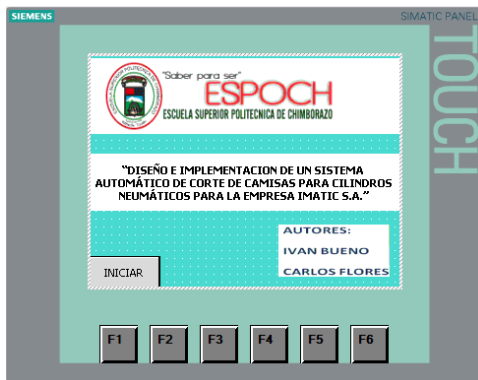 SIEMENS
SIMATIC PANEL
TOUCH
"Saber para ser"
ESPOCH
ESCUELA SUPERIOR POLITECNICA DE CHIMBORAZO
"DISEÑO E IMPLEMENTACION DE UN SISTEMA
AUTOMÁTICO DE CORTE DE CAMISAS PARA CILINDROS
NEUMÁTICOS PARA LA EMPRESA IMATIC S.A."
AUTORES:
IVAN BUENO
CARLOS FLORES
INICIAR
F1 F2 F3 F4 F5 F6